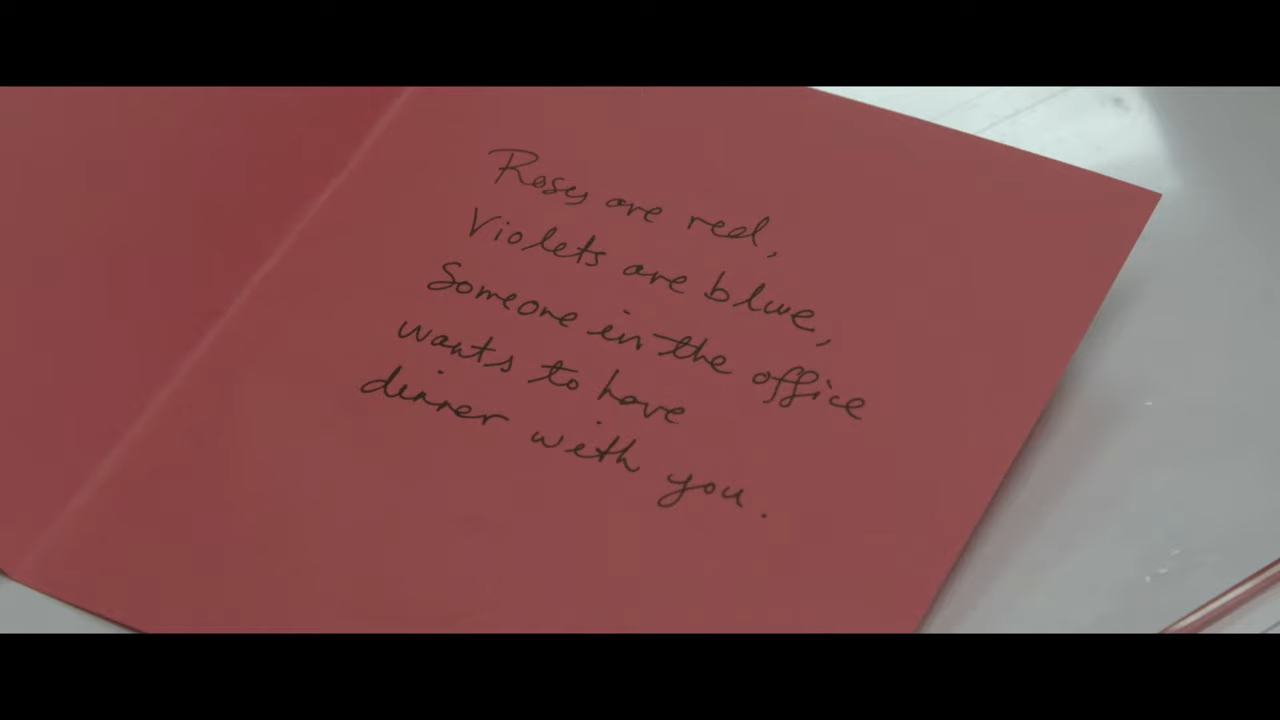 Roses are red,
Violets are blue,
Someone in the office
wants to have
dinner with you.